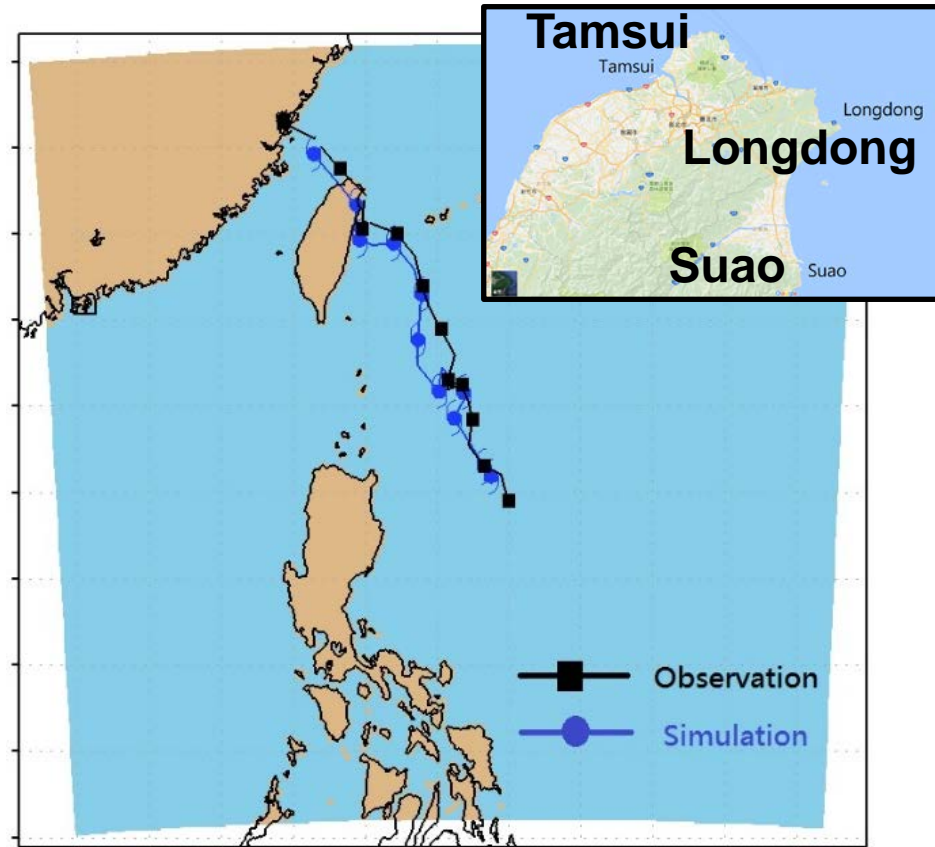 Tamsui
Tamsui
Longdong
Longdong
Suao
Suao
Observation
Simulation